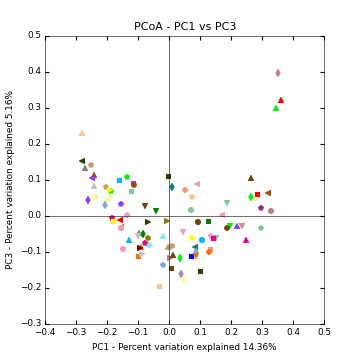 PCoA - PC1 vs PC3
0.5
0.4
0.3
0.2
0.1
0.0
−0.1
−0.2
−0.3
−0.4 −0.3 −0.2 −0.1 0.0 0.1 0.2 0.3 0.4 0.5
PC3 - Percent variation explained 5.16%
PC1 - Percent variation explained 14.36%